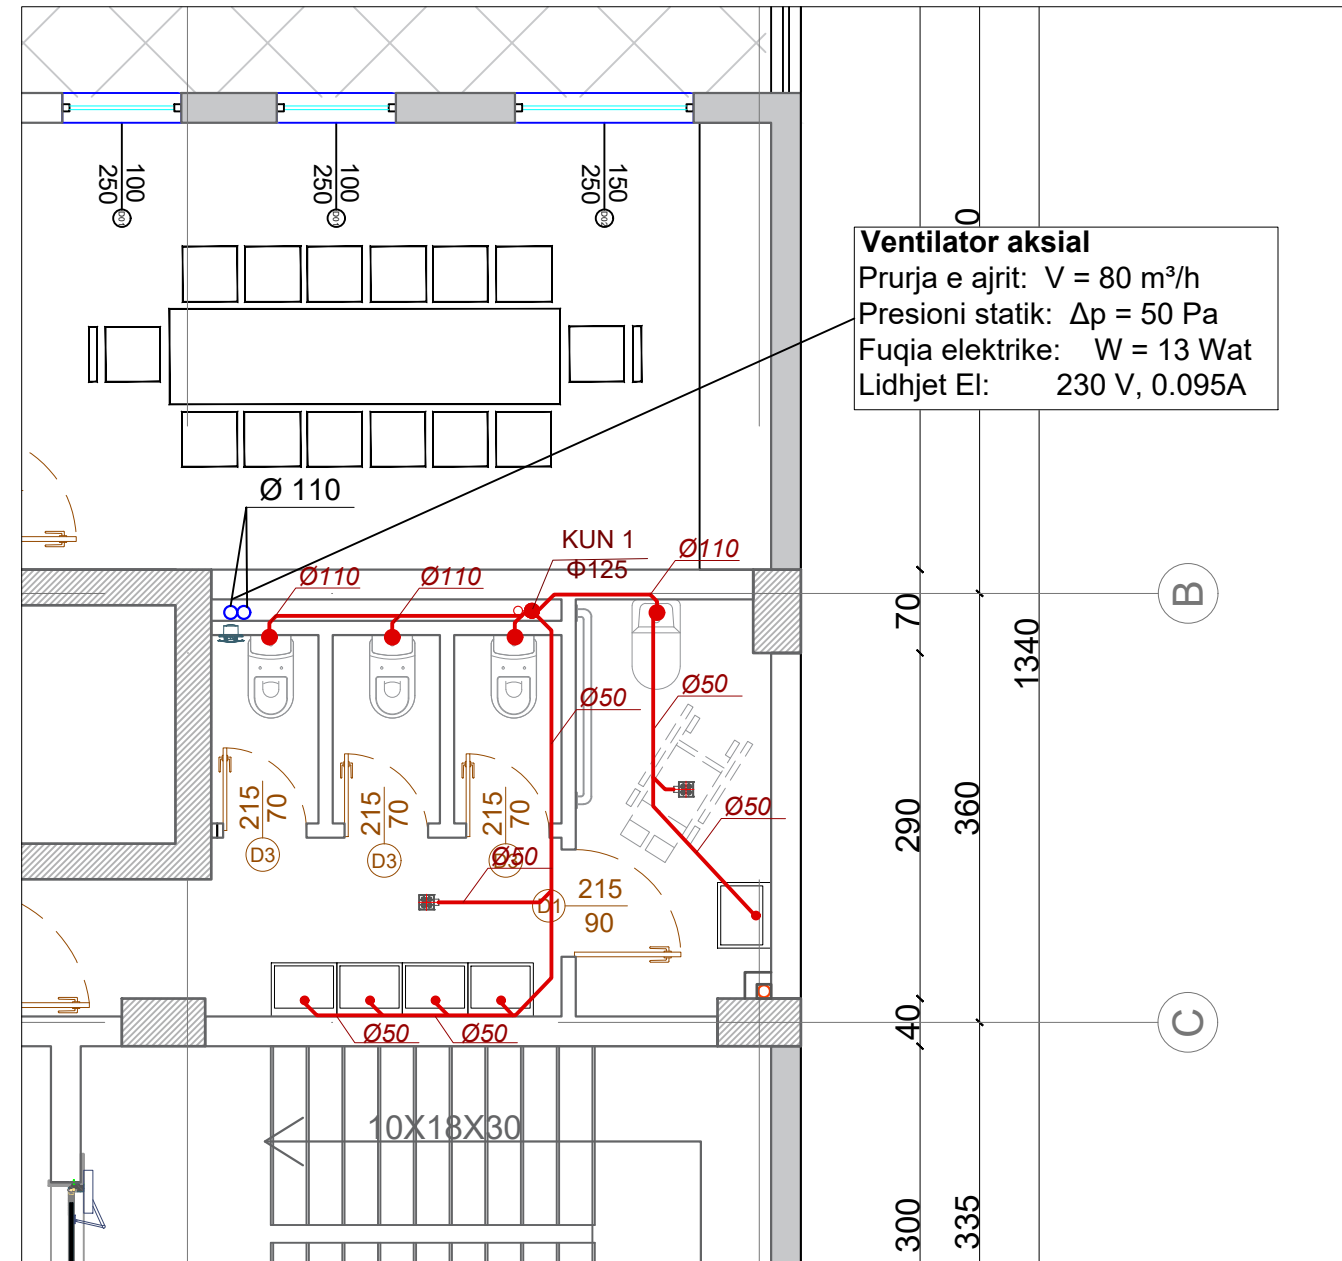 100
250
100
250
150
250
0
Ventilator aksial
Prurja e ajrit: V = 80 m³/h
Presioni statik: Δp = 50 Pa
Fuqia elektrike: W = 13 Wat
Lidhjet El: 230 V, 0.095A
Ø 110
KUN 1
Φ125
Ø110
Ø110
Ø110
B
70
1340
Ø50
Ø50
215
70
215
70
215
70
Ø50
290
360
D3
D3
D3
Ø50
D1
215
90
C
40
Ø50
Ø50
10X18X30
300
335